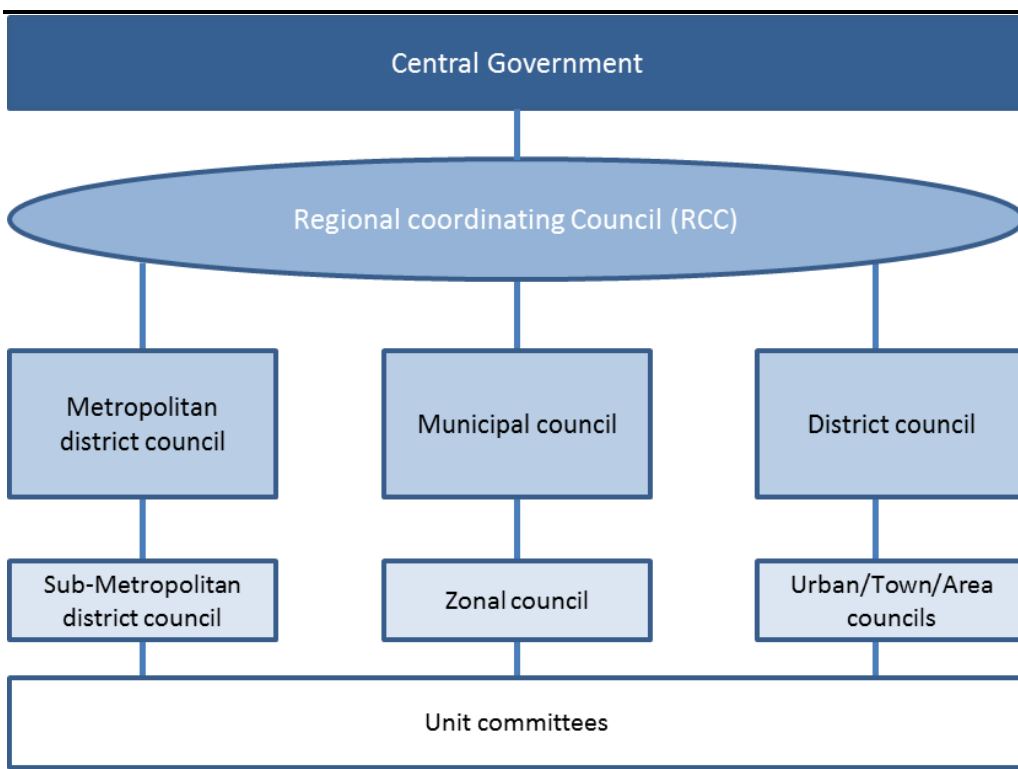 Central Government
Regional coordinating Council (RCC)
Metropolitan
district council
Municipal council
District council
Sub-Metropolitan
district council
Zonal council
Urban/Town/Area
councils
Unit committees